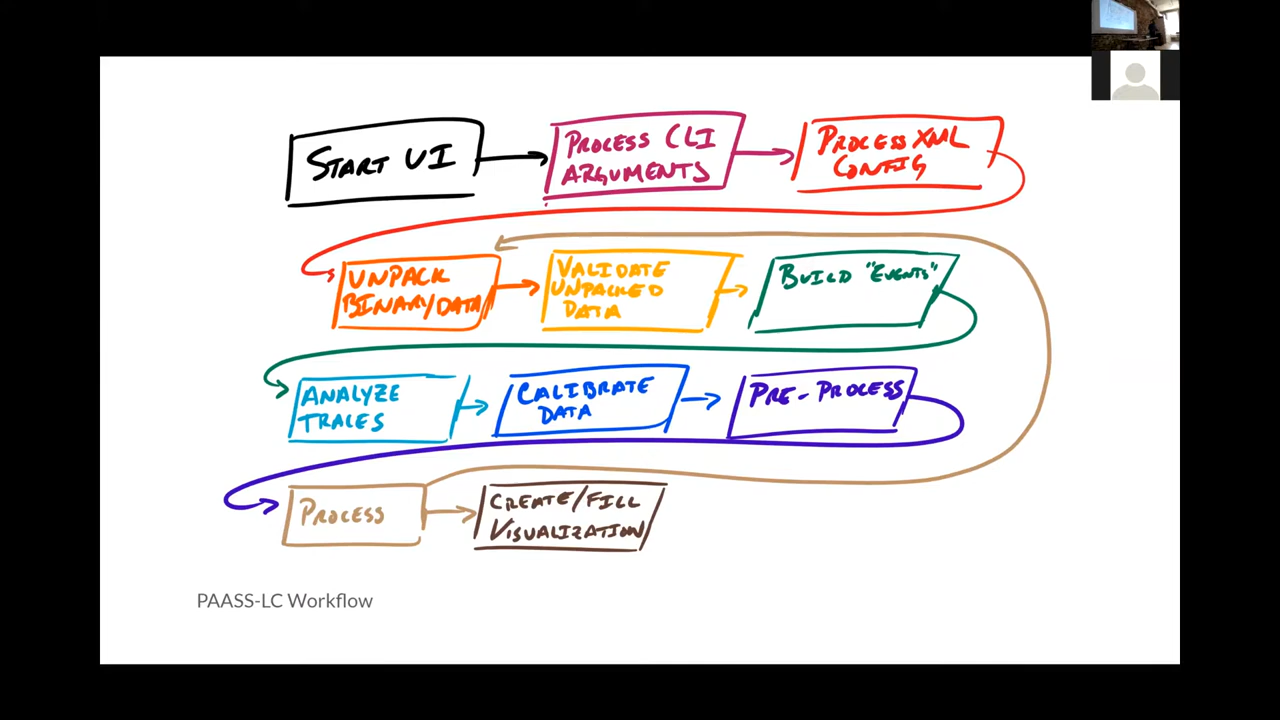 START UI
PROCESS CLI
ARGUMENTS
PROCESS XML
CONFIG
UNPACK
BINARY/DATA
VALIDATE
UNPACKED
DATA
BUILD "EVENTS"
ANALYZE
TRACES
CALIBRATE
DATA
PRE-PROCESS
PROCESS
CREATE/FILL
VISUALIZATION
PAASS-LC Workflow